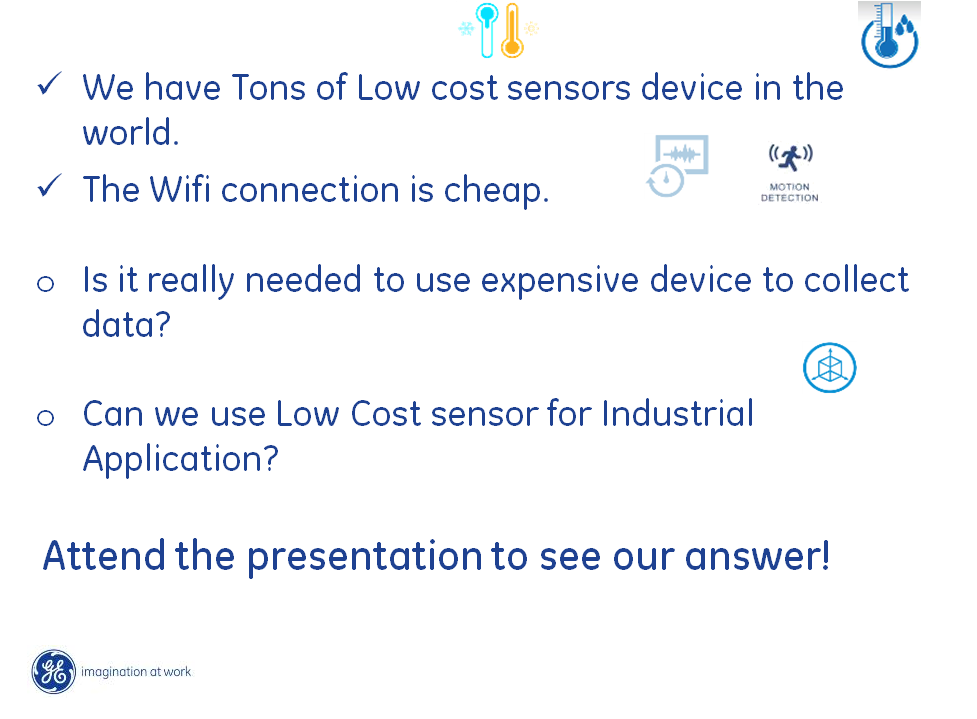 We have Tons of Low cost sensors device in the
world.
The Wifi connection is cheap.
MOTION
DETECTION
Is it really needed to use expensive device to collect
data?
Can we use Low Cost sensor for Industrial
Application?
Attend the presentation to see our answer!
GE imagination at work